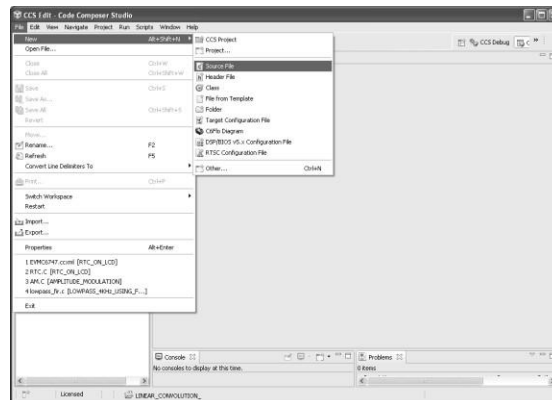 CCS Edit - Code Composer Studio
File Edit View Navigate Project Run Scripts Window Help
New Alt+Shift+N
Open File...
Close Ctrl+W
Close All Ctrl+Shift+W
Save Ctrl+S
Save As...
Save All Ctrl+Shift+S
Revert
Move...
Rename... F2
Refresh F5
Convert Line Delimiters To
Print... Ctrl+P
Switch Workspace
Restart
Import...
Export...
Properties Alt+Enter
1 EVMC6747.ccxml [RTC_ON_LCD]
2 RTC.C [RTC_ON_LCD]
3 AM.C [AMPLITUDE_MODULATION]
4 lowpass_fir.c [LOWPASS_4KHz_USING_F...]
Exit
CCS Project
Project...
Source File
Header File
Class
File from Template
Folder
Target Configuration File
CtlFlo Diagram
DSP/BIOS v5.x Configuration File
RTSC Configuration File
Other... Ctrl+N
CCS Debug
Console
No consoles to display at this time.
Problems
0 items
Licensed
LINEAR_CONVOLUTION_